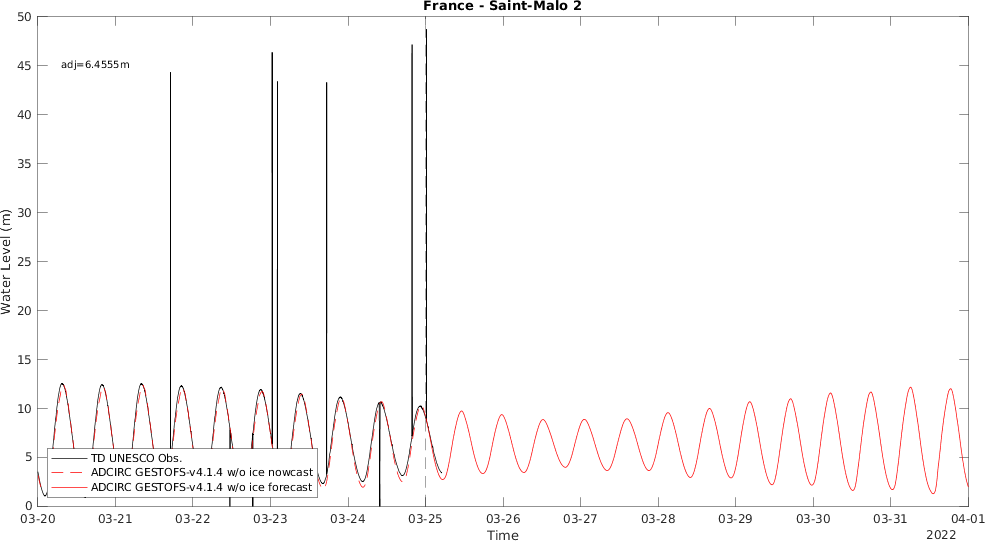 France - Saint-Malo 2
50
45
40
35
30
25
20
15
10
5
0
Water Level (m)
adj=6.4555m
TD UNESCO Obs.
ADCIRC GESTOFS-v4.1.4 w/o ice nowcast
ADCIRC GESTOFS-v4.1.4 w/o ice forecast
03-20 03-21 03-22 03-23 03-24 03-25 03-26 03-27 03-28 03-29 03-30 03-31 04-01
Time
2022